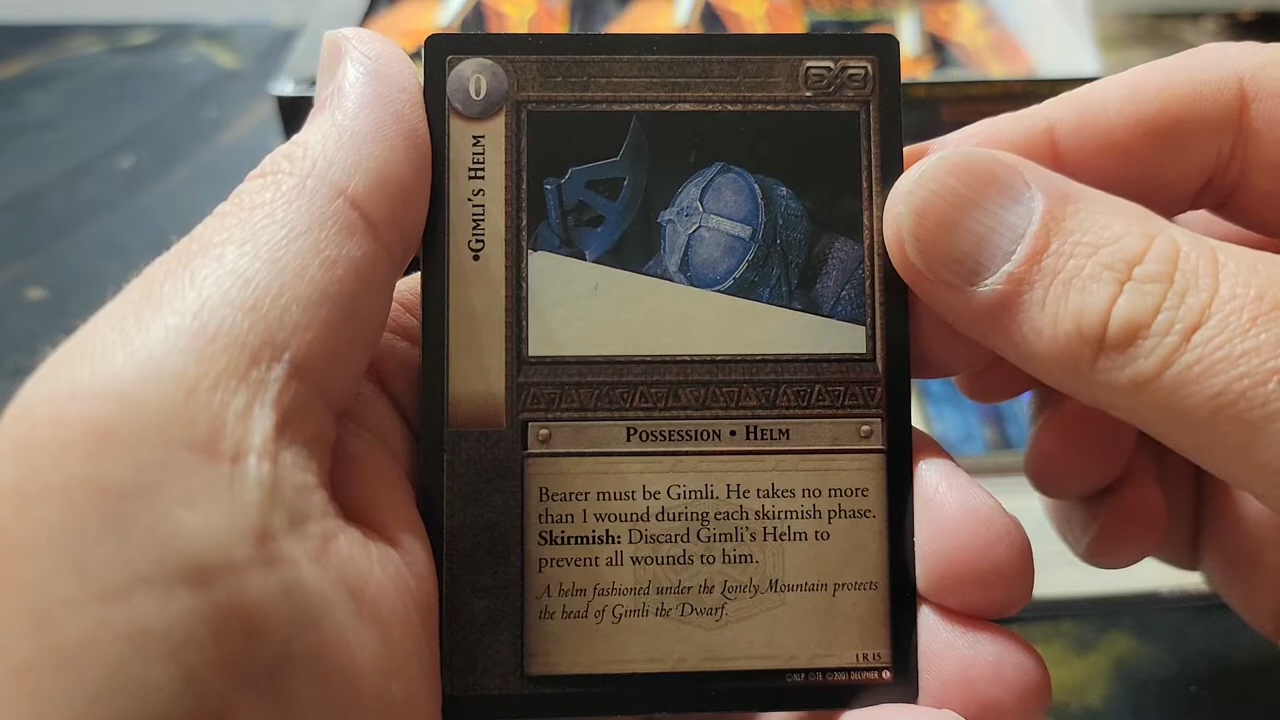 0
•Gimli's Helm
Possession • Helm
Bearer must be Gimli. He takes no more
than 1 wound during each skirmish phase.
Skirmish: Discard Gimli's Helm to
prevent all wounds to him.
A helm fashioned under the Lonely Mountain protects
the head of Gimli the Dwarf.
1 R 15
©NLP ©TE ©2001 DECIPHER 1